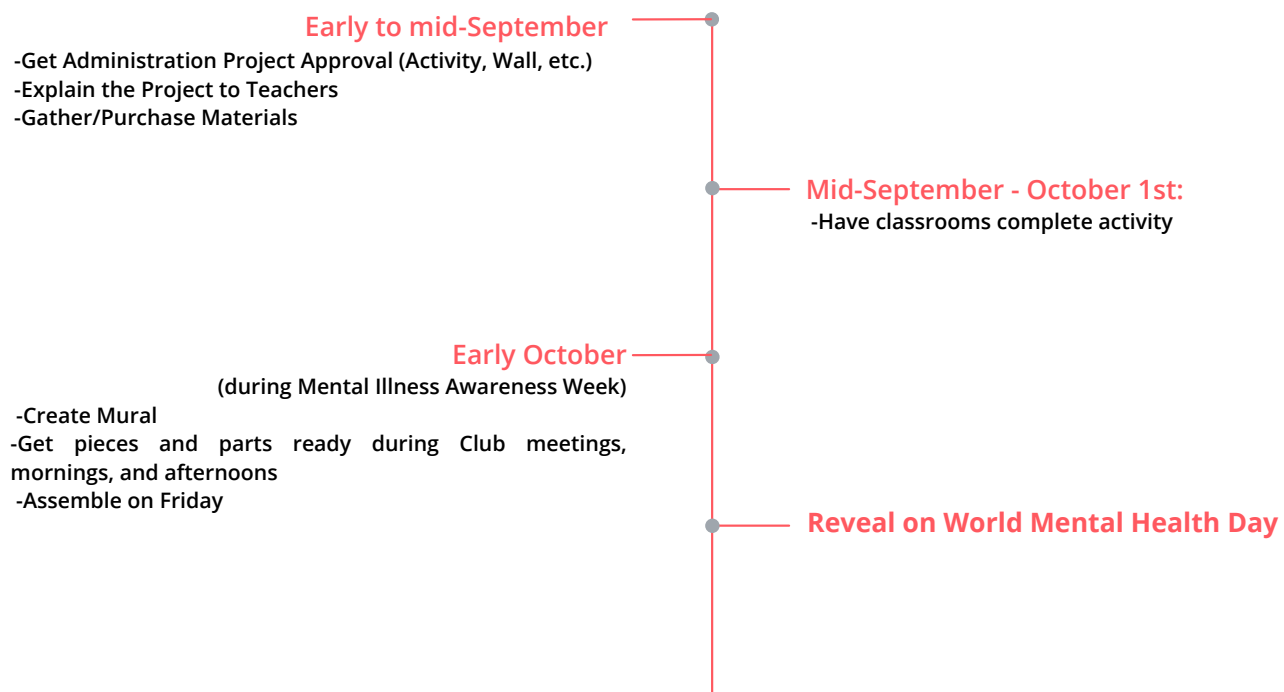 Early to mid-September
-Get Administration Project Approval (Activity, Wall, etc.)
-Explain the Project to Teachers
-Gather/Purchase Materials
Mid-September - October 1st:
-Have classrooms complete activity
Early October
(during Mental Illness Awareness Week)
-Create Mural
-Get pieces and parts ready during Club meetings,
mornings, and afternoons
-Assemble on Friday
Reveal on World Mental Health Day